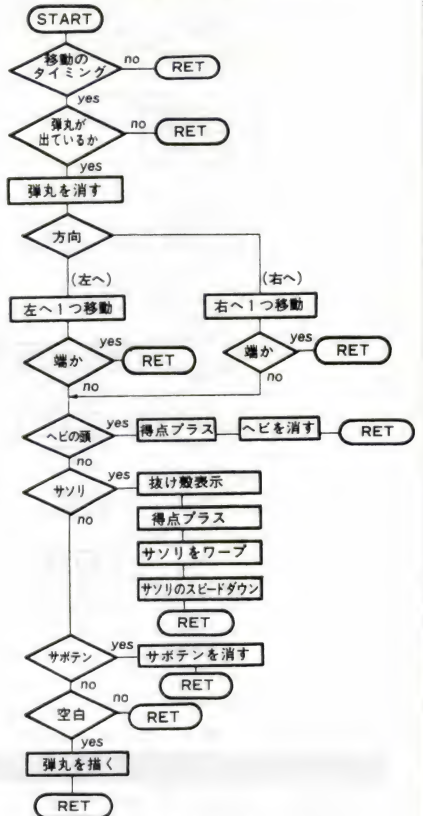 START
移動の
タイミング
no
RET
yes
弾丸が
出ているか
no
RET
yes
弾丸を消す
方向
(左へ)
(右へ)
左へ1つ移動
右へ1つ移動
端か
yes
RET
端か
yes
RET
no
no
ヘビの頭
yes
得点プラス
ヘビを消す
RET
no
サソリ
yes
抜け殻表示
no
得点プラス
サソリをワープ
サソリのスピードダウン
RET
サボテン
yes
サボテンを消す
no
RET
空白
no
RET
yes
弾丸を描く
RET